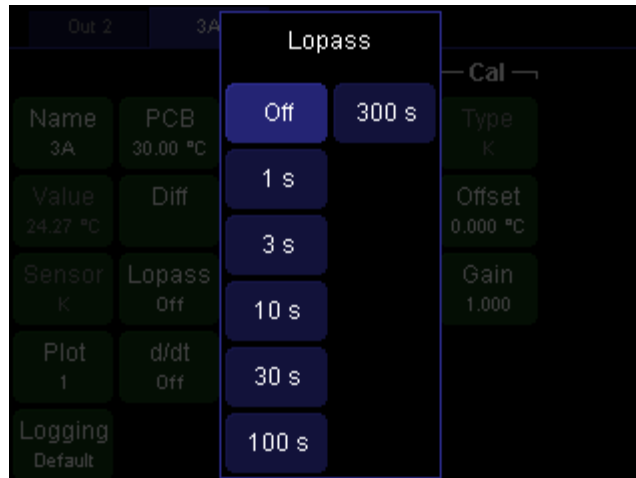 Out 2
3A
Lopass
Cal
Name
3A
PCB
30.00 °C
Off
300 s
Type
K
Value
24.27 °C
Diff
1 s
Offset
0.000 °C
3 s
Sensor
K
Lopass
Off
10 s
Gain
1.000
Plot
1
d/dt
Off
30 s
Logging
Default
100 s